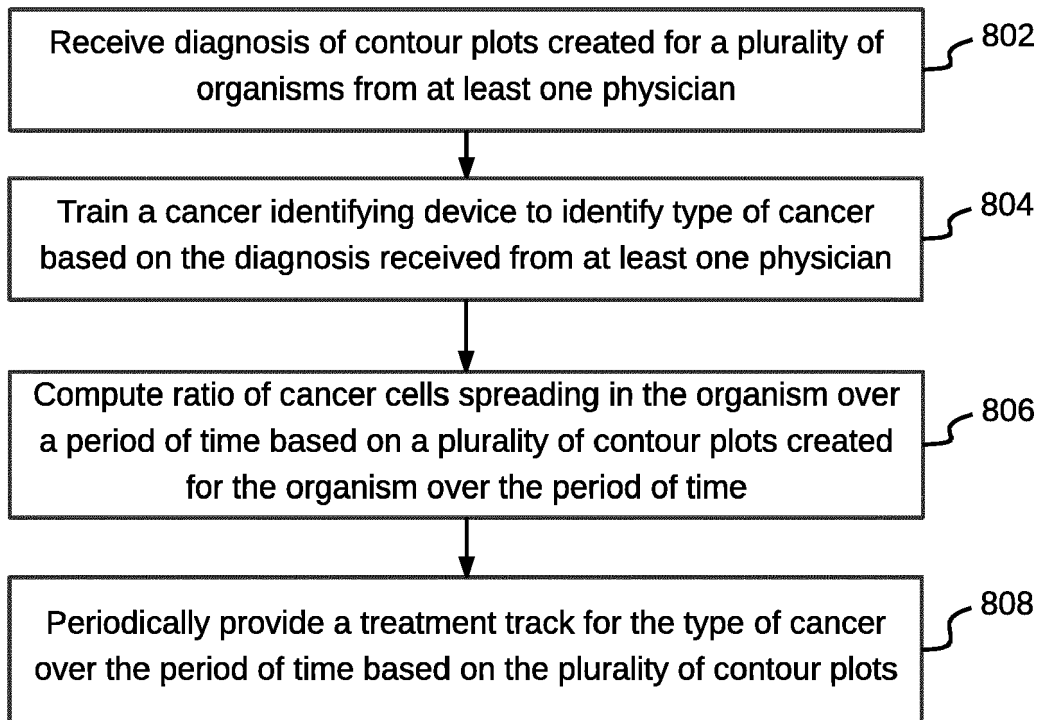 Receive diagnosis of contour plots created for a plurality of
organisms from at least one physician
802
Train a cancer identifying device to identify type of cancer
based on the diagnosis received from at least one physician
804
Compute ratio of cancer cells spreading in the organism over
a period of time based on a plurality of contour plots created
for the organism over the period of time
806
Periodically provide a treatment track for the type of cancer
over the period of time based on the plurality of contour plots
808